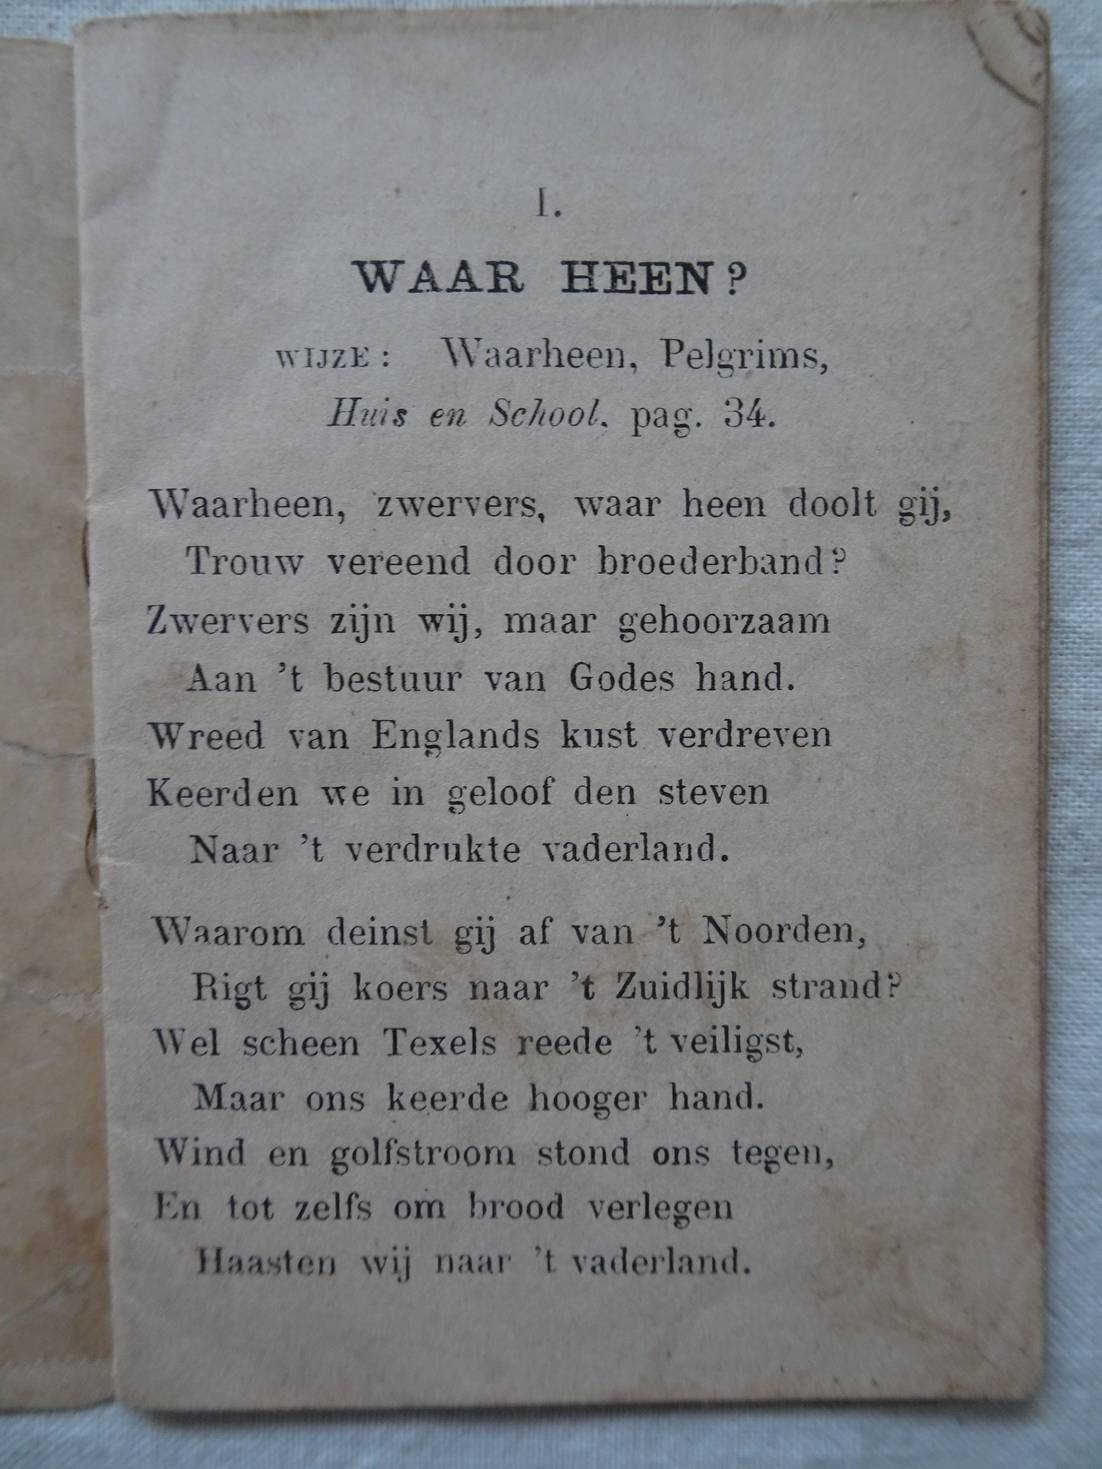 I.
WAAR HEEN?
WIJZE: Waarheen, Pelgrims,
Huis en School, pag. 34.
Waarheen, zwervers, waar heen doolt gij,
Trouw vereend door broederband?
Zwervers zijn wij, maar gehoorzaam
Aan 't bestuur van Godes hand.
Wreed van Englands kust verdreven
Keerden we in geloof den steven
Naar 't verdrukte vaderland.
Waarom deinst gij af van 't Noorden,
Rigt gij koers naar 't Zuidlijk strand?
Wel scheen Texels reede 't veiligst,
Maar ons keerde hooger hand.
Wind en golfstroom stond ons tegen,
En tot zelfs om brood verlegen
Haasten wij naar 't vaderland.